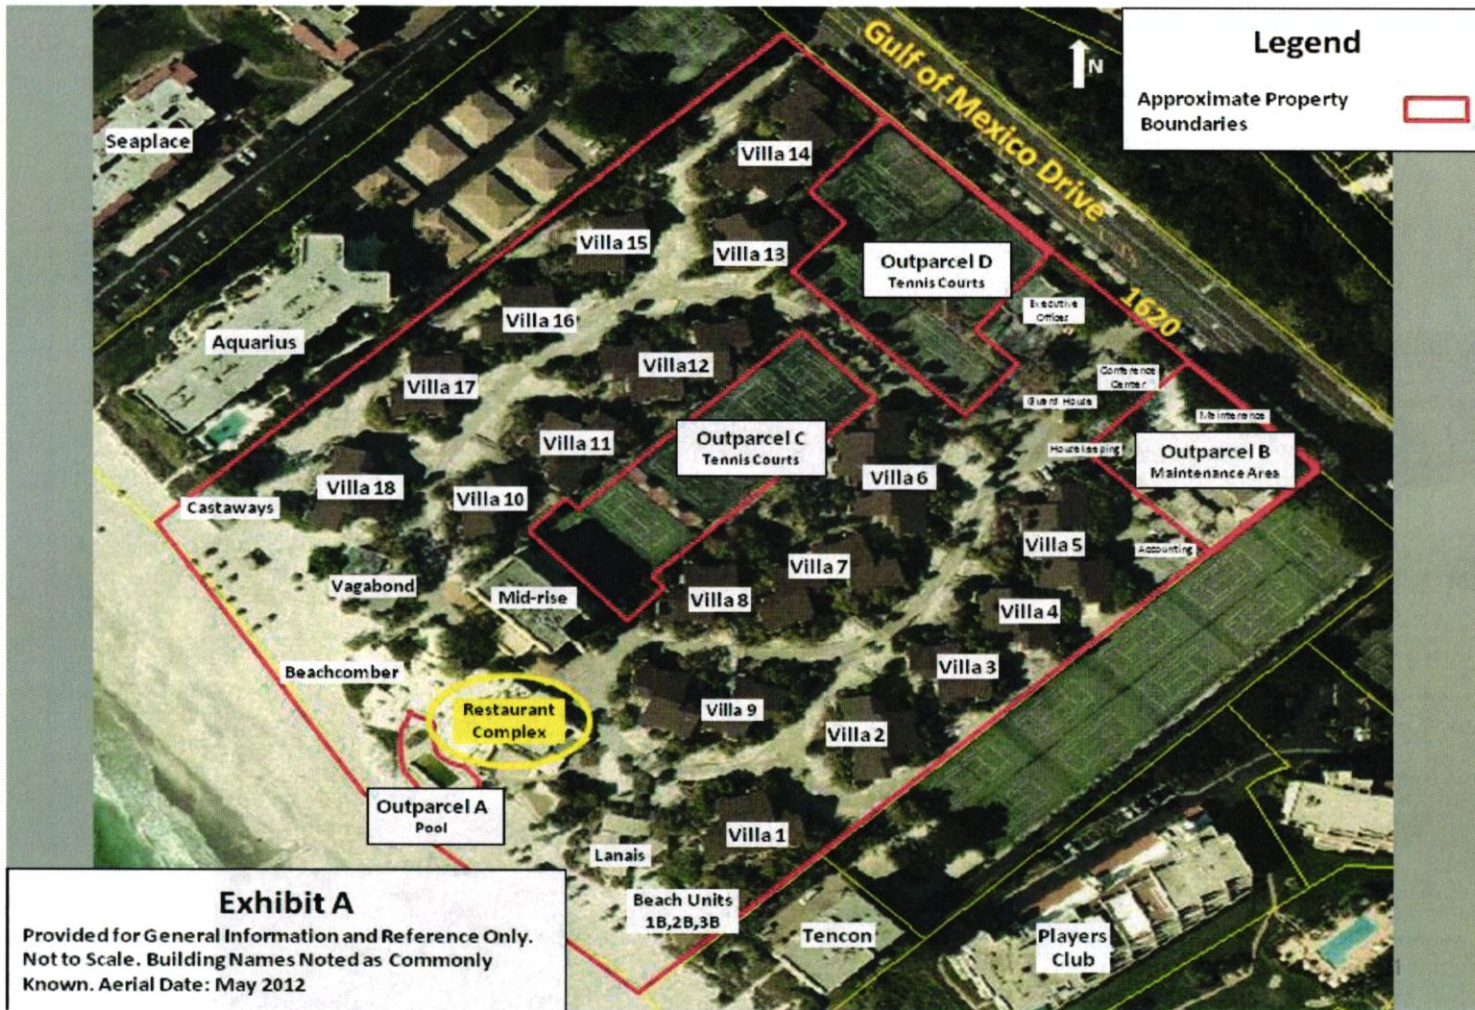 Legend
Approximate Property
Boundaries
N
Gulf of Mexico Drive
1620
Seaplace
Aquarius
Villa 14
Villa 15
Villa 13
Outparcel D
Tennis Courts
Executive
Offices
Villa 16
Villa12
Villa 17
Conference
Center
Guard House
Maintenance
Villa 11
Outparcel C
Tennis Courts
Housekeeping
Outparcel B
Maintenance Area
Villa 18
Villa 10
Villa 6
Castaways
Villa 5
Accounting
Vagabond
Mid-rise
Villa 7
Villa 8
Villa 4
Beachcomber
Villa 3
Restaurant
Complex
Villa 9
Villa 2
Outparcel A
Pool
Villa 1
Lanais
Beach Units
1B,2B,3B
Tencon
Players
Club
Exhibit A
Provided for General Information and Reference Only.
Not to Scale. Building Names Noted as Commonly
Known. Aerial Date: May 2012